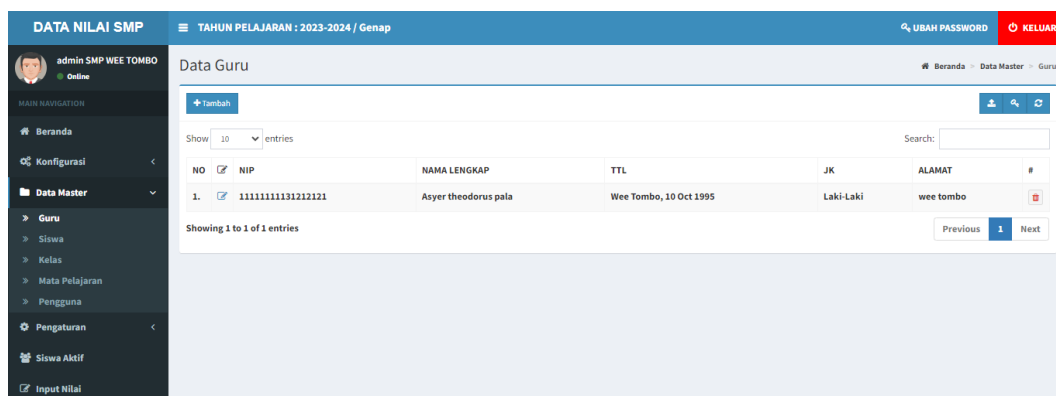 DATA NILAI SMP
TAHUN PELAJARAN : 2023-2024 / Genap
UBAH PASSWORD
KELUAR
admin SMP WEE TOMBO
Online
MAIN NAVIGATION
Beranda
Konfigurasi
Data Master
Guru
Siswa
Kelas
Mata Pelajaran
Pengguna
Pengaturan
Siswa Aktif
Input Nilai
Data Guru
Beranda > Data Master > Guru
+Tambah
Show 10 entries
Search:
NO NIP NAMA LENGKAP TTL JK ALAMAT #
1. 11111111131212121 Asyer theodorus pala Wee Tombo, 10 Oct 1995 Laki-Laki wee tombo
Showing 1 to 1 of 1 entries
Previous 1 Next